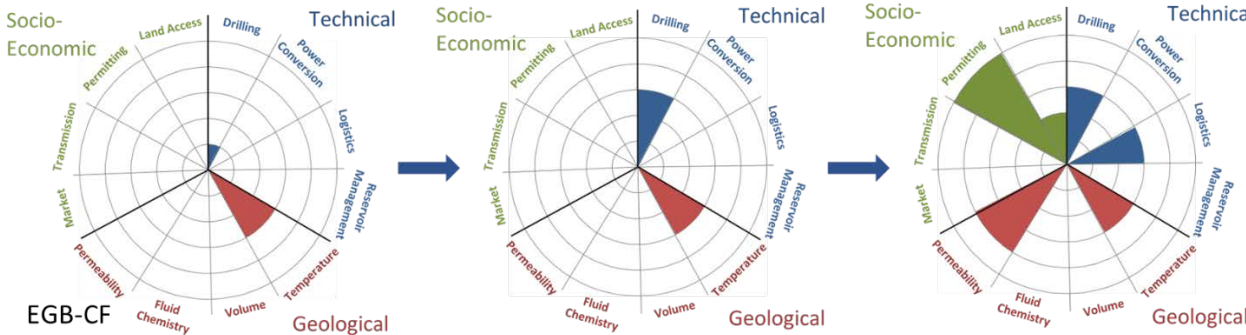 Socio-
Economic
Technical
Land Access
Drilling
Permitting
Power
Conversion
Transmission
Logistics
Market
Reservoir
Management
Permeability
Temperature
Fluid
Chemistry
Volume
EGB-CF
Geological
Socio-
Economic
Technical
Land Access
Drilling
Permitting
Power
Conversion
Transmission
Logistics
Market
Reservoir
Management
Permeability
Temperature
Fluid
Chemistry
Volume
Geological
Socio-
Economic
Technica
Land Access
Drilling
Permitting
Power
Conversion
Transmission
Logistics
Market
Reservoir
Management
Permeability
Temperature
Fluid
Chemistry
Volume
Geological